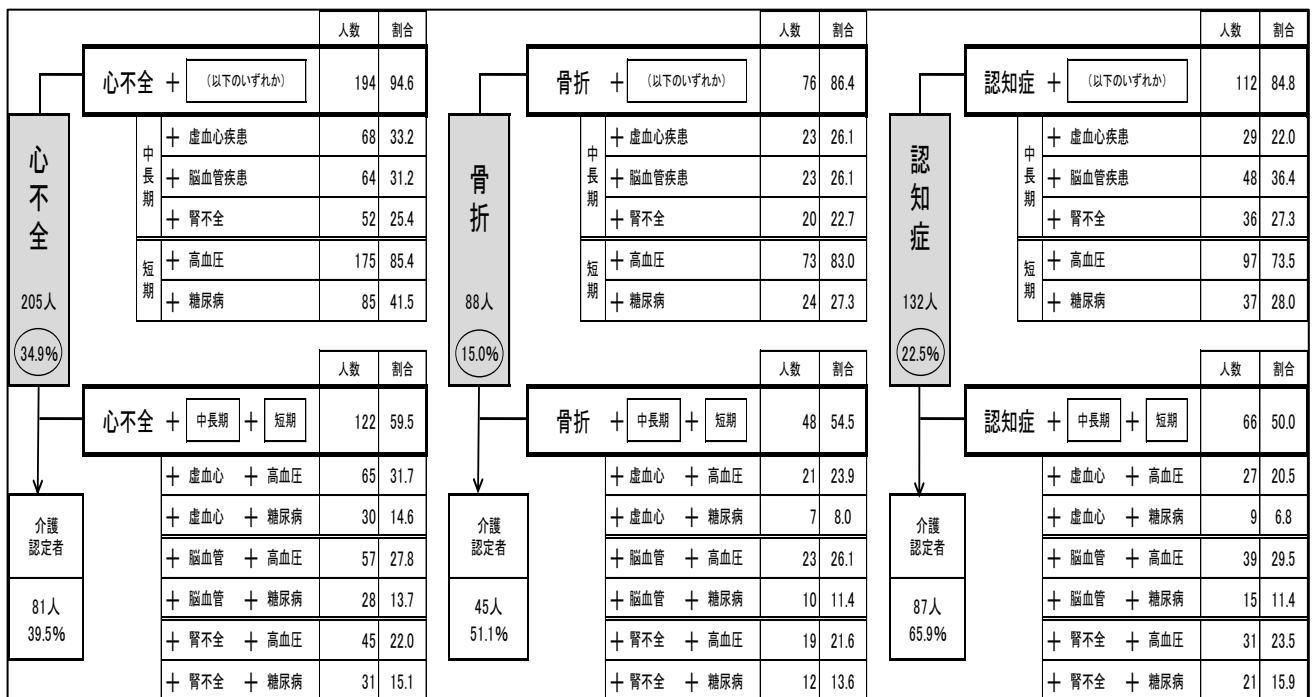 人数 割合
心不全 + （以下のいずれか） 194 94.6
中長期
+ 虚血心疾患 68 33.2
+ 脳血管疾患 64 31.2
+ 腎不全 52 25.4
短期
+ 高血圧 175 85.4
+ 糖尿病 85 41.5
心不全
205人
34.9%
人数 割合
心不全 + 中長期 + 短期 122 59.5
+ 虚血心 + 高血圧 65 31.7
+ 虚血心 + 糖尿病 30 14.6
+ 脳血管 + 高血圧 57 27.8
+ 脳血管 + 糖尿病 28 13.7
+ 腎不全 + 高血圧 45 22.0
+ 腎不全 + 糖尿病 31 15.1
介護
認定者
81人
39.5%
人数 割合
骨折 + （以下のいずれか） 76 86.4
中長期
+ 虚血心疾患 23 26.1
+ 脳血管疾患 23 26.1
+ 腎不全 20 22.7
短期
+ 高血圧 73 83.0
+ 糖尿病 24 27.3
骨折
88人
15.0%
人数 割合
骨折 + 中長期 + 短期 48 54.5
+ 虚血心 + 高血圧 21 23.9
+ 虚血心 + 糖尿病 7 8.0
+ 脳血管 + 高血圧 23 26.1
+ 脳血管 + 糖尿病 10 11.4
+ 腎不全 + 高血圧 19 21.6
+ 腎不全 + 糖尿病 12 13.6
介護
認定者
45人
51.1%
人数 割合
認知症 + （以下のいずれか） 112 84.8
中長期
+ 虚血心疾患 29 22.0
+ 脳血管疾患 48 36.4
+ 腎不全 36 27.3
短期
+ 高血圧 97 73.5
+ 糖尿病 37 28.0
認知症
132人
22.5%
人数 割合
認知症 + 中長期 + 短期 66 50.0
+ 虚血心 + 高血圧 27 20.5
+ 虚血心 + 糖尿病 9 6.8
+ 脳血管 + 高血圧 39 29.5
+ 脳血管 + 糖尿病 15 11.4
+ 腎不全 + 高血圧 31 23.5
+ 腎不全 + 糖尿病 21 15.9
介護
認定者
87人
65.9%